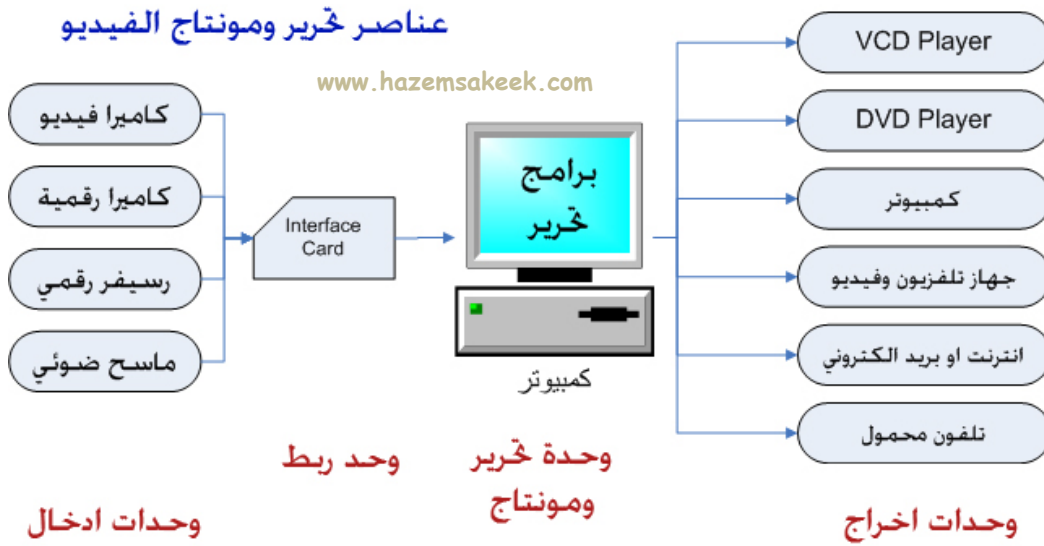 عناصر تحرير ومونتاج الفيديو
www.hazemsakeek.com
كاميرا فيديو
كاميرا رقمية
رسيفر رقمي
ماسح ضوئي
Interface
Card
برامج
تحرير
كمبيوتر
VCD Player
DVD Player
كمبيوتر
جهاز تلفزيون وفيديو
انترنت او بريد الكتروني
تلفون محمول
وحدات ادخال
وحد ربط
وحدة تحرير
ومونتاج
وحدات اخراج